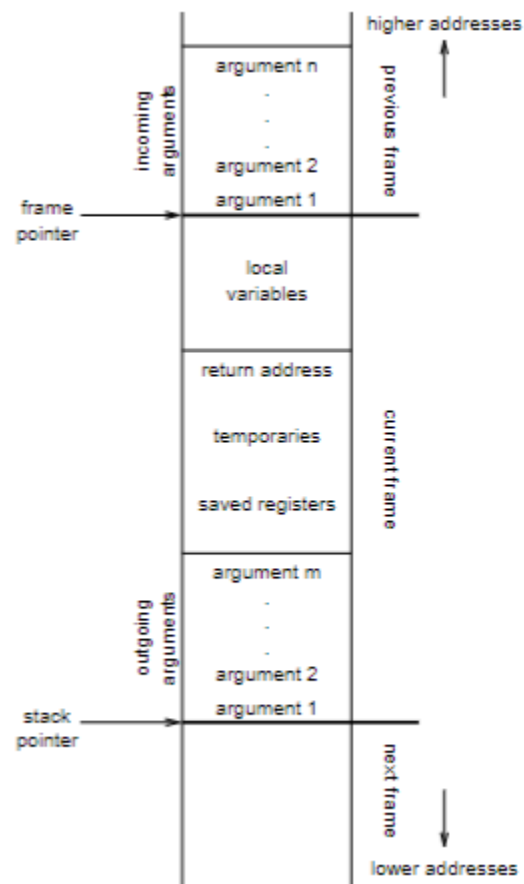 higher addresses
argument n
.
.
.
argument 2
argument 1
incoming
arguments
previous frame
frame
pointer
local
variables
return address
temporaries
saved registers
current frame
argument m
.
.
.
argument 2
argument 1
outgoing
arguments
stack
pointer
next frame
lower addresses